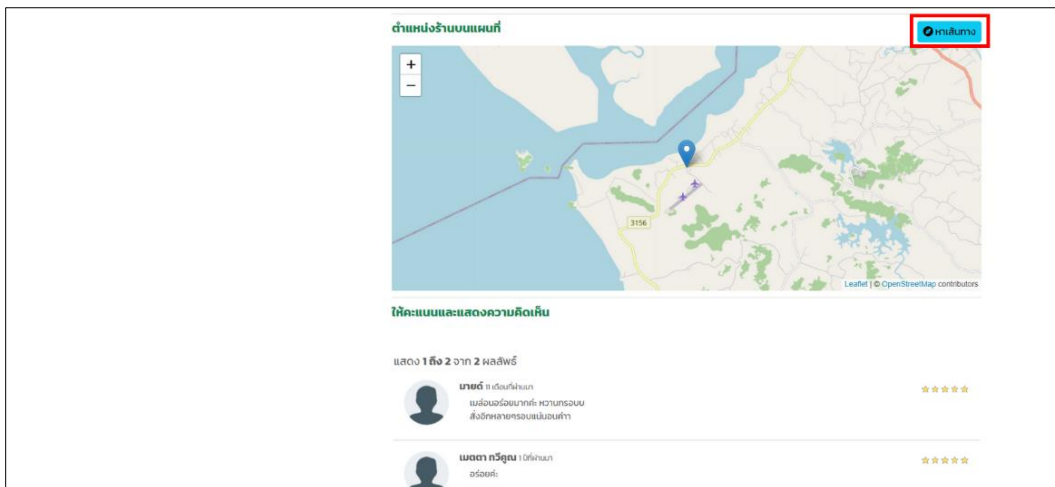 ตำแหน่งร้านบนแผนที่
หาเส้นทาง
+
−
3156
Leaflet | © OpenStreetMap contributors
ให้คะแนนและแสดงความคิดเห็น
แสดง 1 ถึง 2 จาก 2 ผลลัพธ์
มายด์ 11 เดือนที่ผ่านมา
เมล่อนอร่อยมากค่ะ หวานกรอบบ
สั่งอีกหลายๆรอบแน่นอนค่าา
เมตตา ทวีคูณ 1 ปีที่ผ่านมา
อร่อยค่ะ